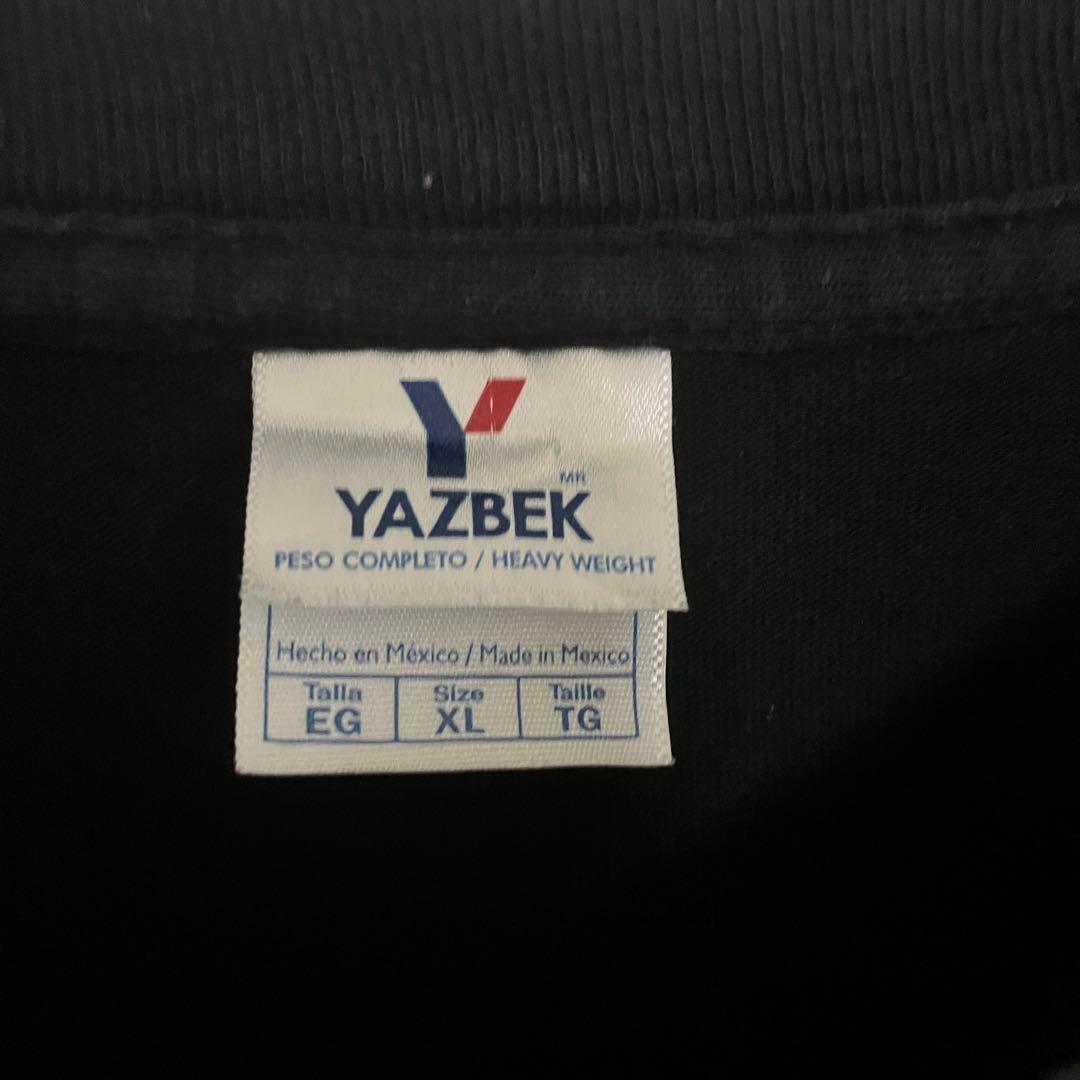 Y
MR
YAZBEK
PESO COMPLETO / HEAVY WEIGHT
Hecho en México / Made in Mexico
Talla Size Taille
EG XL TG